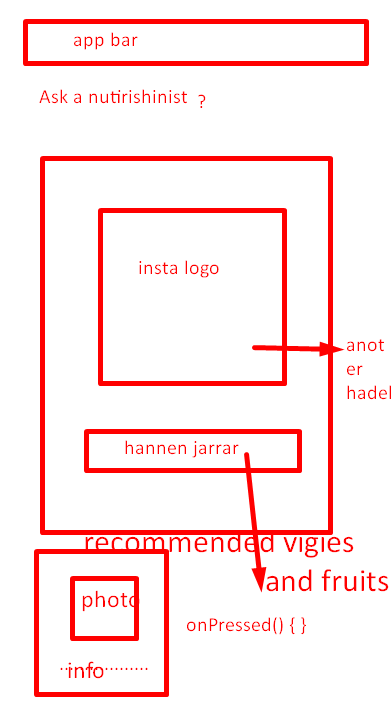 app bar
Ask a nutirishinist ?
insta logo
anot
er
hadel
hannen jarrar
recommended vigies
and fruits
photo
onPressed() { }
info